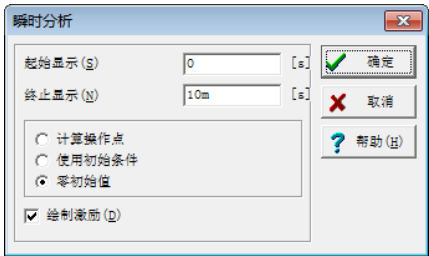 瞬时分析
起始显示(S) 0 [s]
终止显示(N) 10m [s]
计算操作点
使用初始条件
零初始值
绘制激励(D)
确定
取消
帮助(H)